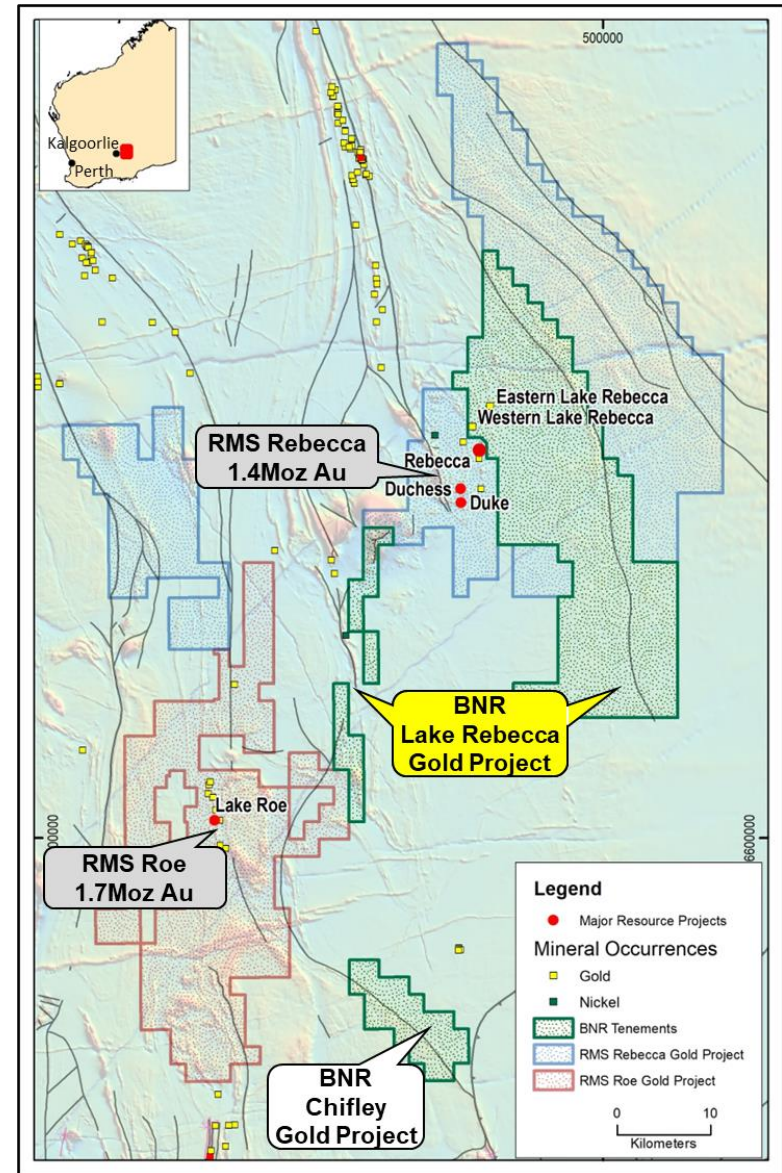 500000
Kalgoorlie
Perth
Eastern Lake Rebecca
Western Lake Rebecca
RMS Rebecca
1.4Moz Au
Rebecca
Duchess
Duke
BNR
Lake Rebecca
Gold Project
Lake Roe
6600000
RMS Roe
1.7Moz Au
BNR
Chifley
Gold Project
Legend
Major Resource Projects
Mineral Occurrences
Gold
Nickel
BNR Tenements
RMS Rebecca Gold Project
RMS Roe Gold Project
0 10
Kilometers